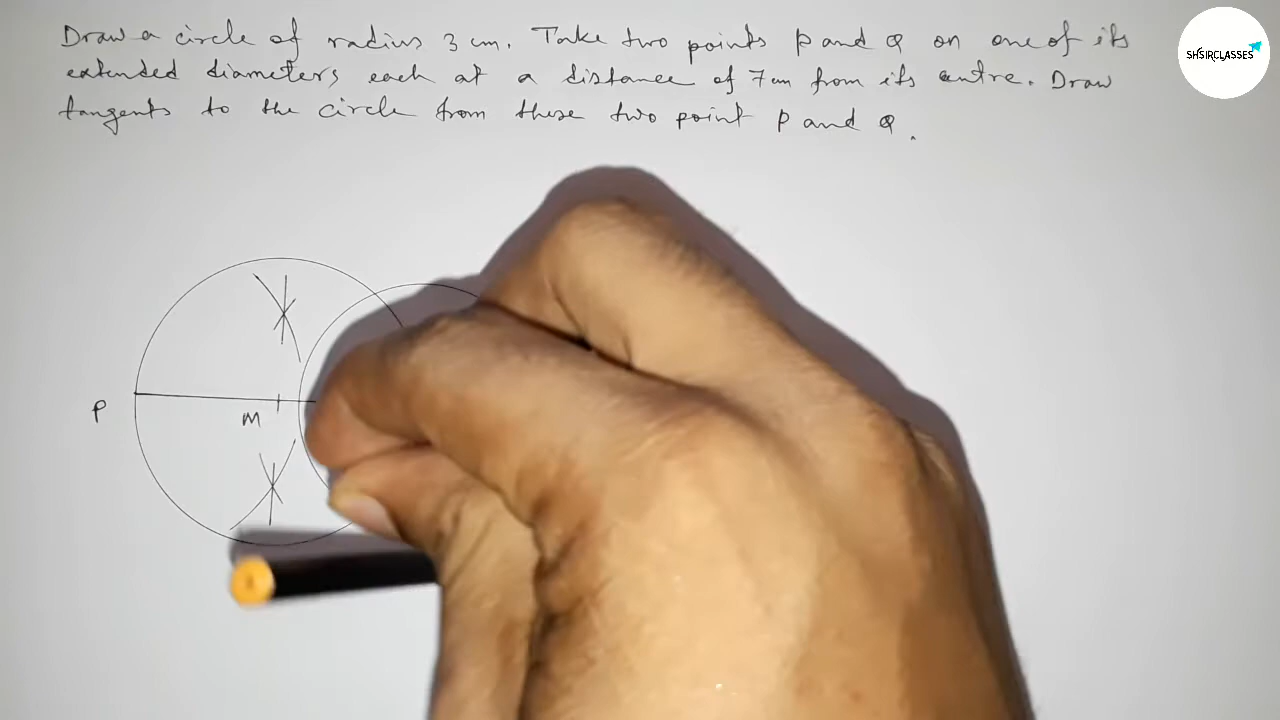 Draw a circle of radius 3 cm. Take two points P and Q on one of its
extended diameters each at a distance of 7 cm from its centre. Draw
tangents to the circle from these two point P and Q.
SHSIRCLASSES
P
M